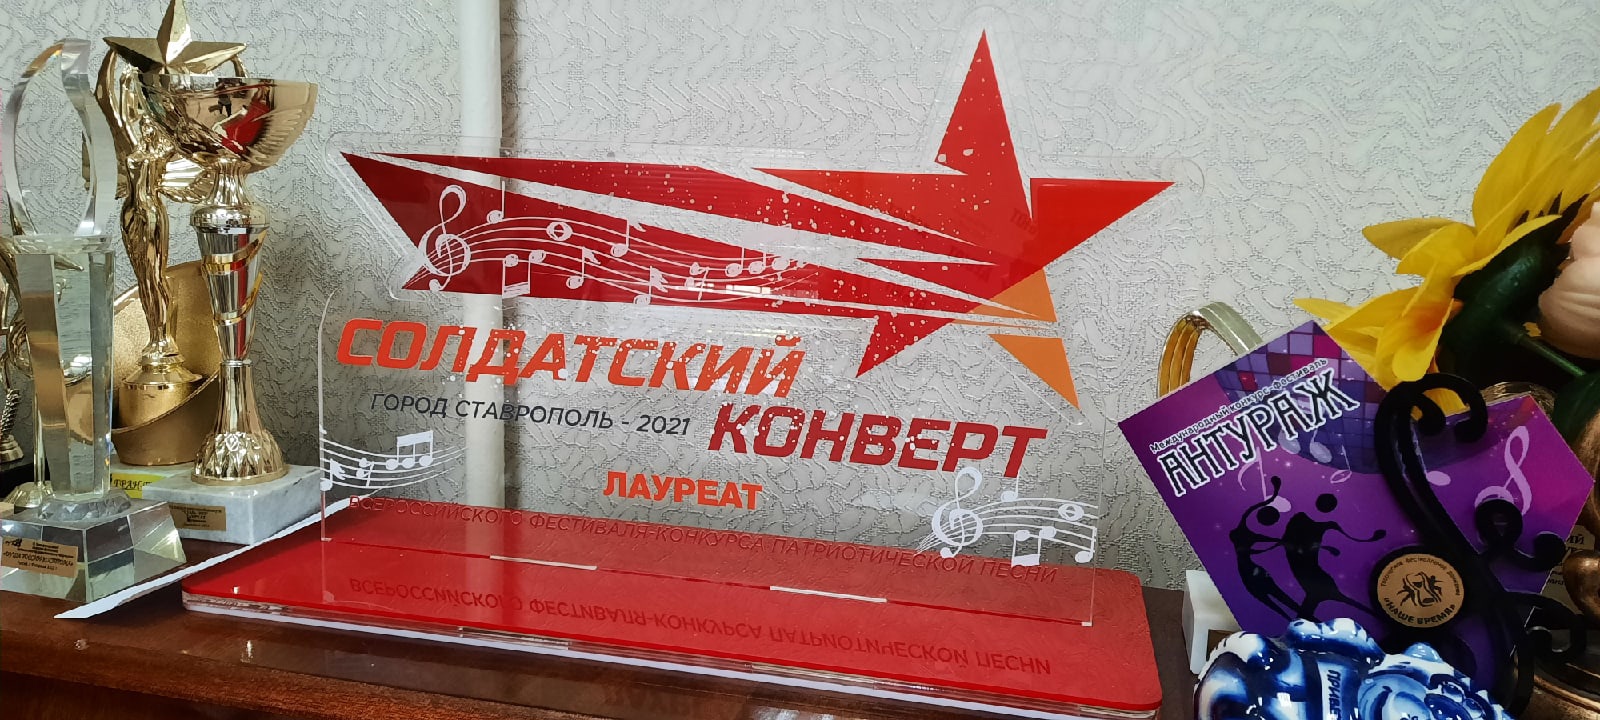 СОЛДАТСКИЙ
КОНВЕРТ
ГОРОД СТАВРОПОЛЬ - 2021
ЛАУРЕАТ
ВСЕРОССИЙСКОГО ФЕСТИВАЛЯ-КОНКУРСА ПАТРИОТИЧЕСКОЙ ПЕСНИ
Международный конкурс-фестиваль
АНТУРАЖ
«НАШЕ ВРЕМЯ»